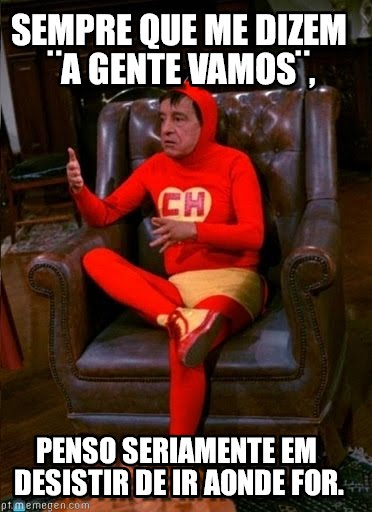 SEMPRE QUE ME DIZEM
¨A GENTE VAMOS¨,
CH
PENSO SERIAMENTE EM
DESISTIR DE IR AONDE FOR.
pt.memegen.com